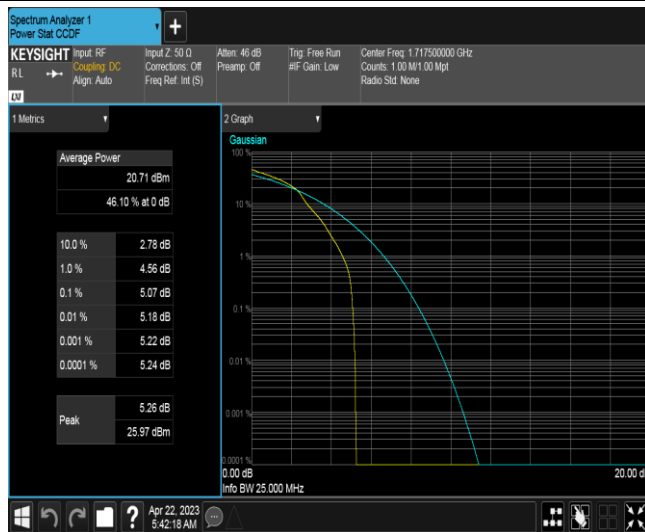 Spectrum Analyzer 1
Power Stat CCDF
+
KEYSIGHT
RL
LXI
Input: RF
Coupling: DC
Align: Auto
Input Z: 50 Ω
Corrections: Off
Freq Ref: Int (S)
Atten: 46 dB
Preamp: Off
Trig: Free Run
#IF Gain: Low
Center Freq: 1.717500000 GHz
Counts: 1.00 M/1.00 Mpt
Radio Std: None
1 Metrics
Average Power
20.71 dBm
46.10 % at 0 dB
10.0 % 2.78 dB
1.0 % 4.56 dB
0.1 % 5.07 dB
0.01 % 5.18 dB
0.001 % 5.22 dB
0.0001 % 5.24 dB
Peak
5.26 dB
25.97 dBm
2 Graph
Gaussian
100 %
10 %
1 %
0.1 %
0.01 %
0.001 %
0.0001 %
0.00 dB
20.00 d
Info BW 25.000 MHz
?
Apr 22, 2023
5:42:18 AM